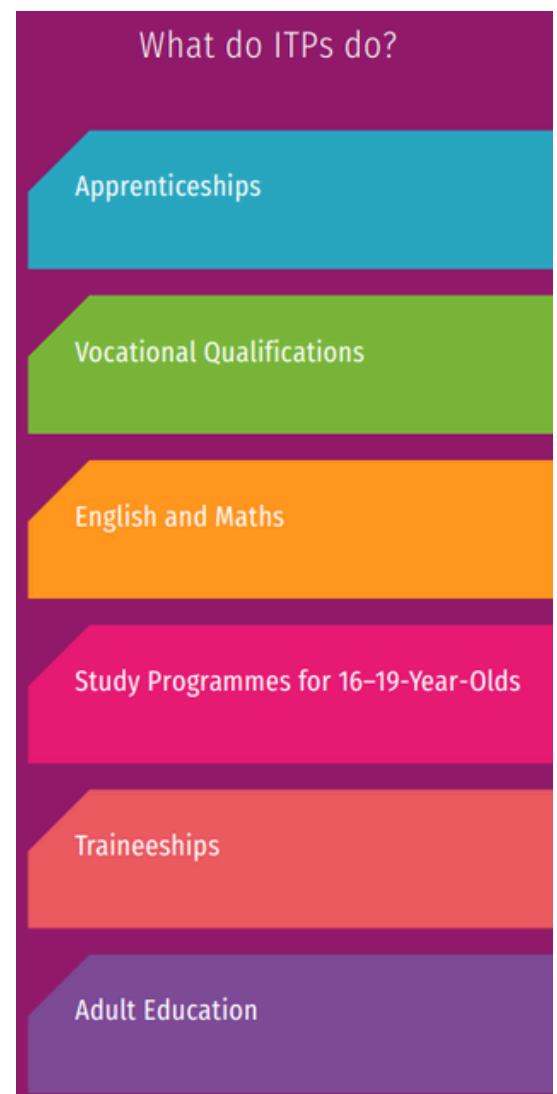 What do ITPs do?
Apprenticeships
Vocational Qualifications
English and Maths
Study Programmes for 16–19-Year-Olds
Traineeships
Adult Education